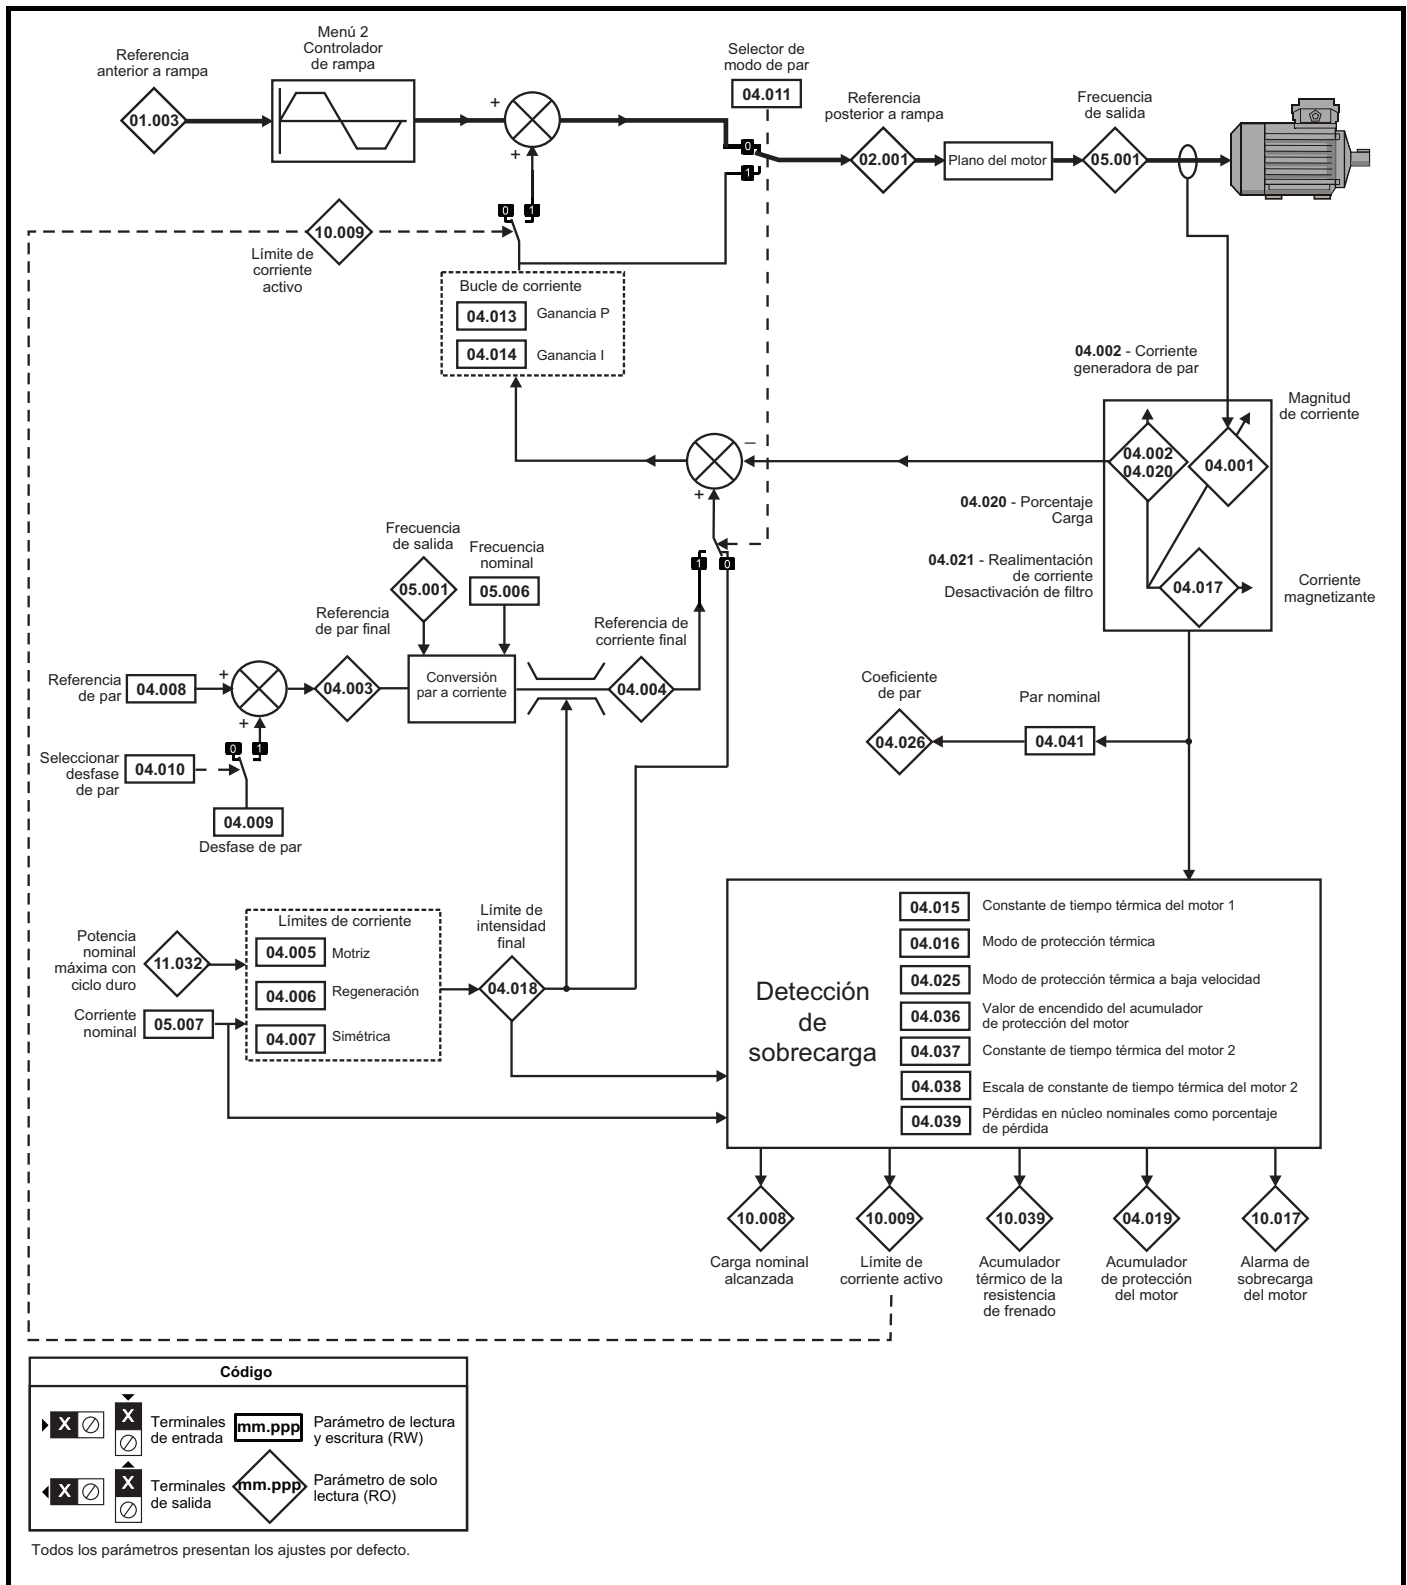 Menú 2
Controlador
de rampa
Referencia
anterior a rampa
01.003
+
+
Selector de
modo de par
04.011
0
1
Referencia
posterior a rampa
02.001
Plano del motor
Frecuencia
de salida
05.001
0
1
10.009
Límite de
corriente
activo
Bucle de corriente
04.013
Ganancia P
04.014
Ganancia I
04.002 - Corriente
generadora de par
Magnitud
de corriente
04.002
04.020
04.001
–
+
04.020 - Porcentaje
Carga
04.021 - Realimentación
de corriente
Desactivación de filtro
04.017
Corriente
magnetizante
1
0
Frecuencia
de salida
05.001
Frecuencia
nominal
05.006
Referencia
de par final
04.003
Conversión
par a corriente
Referencia de
corriente final
04.004
Referencia
de par
04.008
+
+
0
1
Seleccionar
desfase
de par
04.010
04.009
Desfase de par
Coeficiente
de par
04.026
Par nominal
04.041
Potencia
nominal
máxima con
ciclo duro
11.032
Corriente
nominal
05.007
Límites de corriente
04.005
Motriz
04.006
Regeneración
04.007
Simétrica
Límite de
intensidad
final
04.018
Detección
de
sobrecarga
04.015
Constante de tiempo térmica del motor 1
04.016
Modo de protección térmica
04.025
Modo de protección térmica a baja velocidad
04.036
Valor de encendido del acumulador
de protección del motor
04.037
Constante de tiempo térmica del motor 2
04.038
Escala de constante de tiempo térmica del motor 2
04.039
Pérdidas en núcleo nominales como porcentaje
de pérdida
10.008
Carga nominal
alcanzada
10.009
Límite de
corriente activo
10.039
Acumulador
térmico de la
resistencia
de frenado
04.019
Acumulador
de protección
del motor
10.017
Alarma de
sobrecarga
del motor
Código
X
X
Terminales
de entrada
mm.ppp
Parámetro de lectura
y escritura (RW)
X
X
Terminales
de salida
mm.ppp
Parámetro de solo
lectura (RO)
Todos los parámetros presentan los ajustes por defecto.